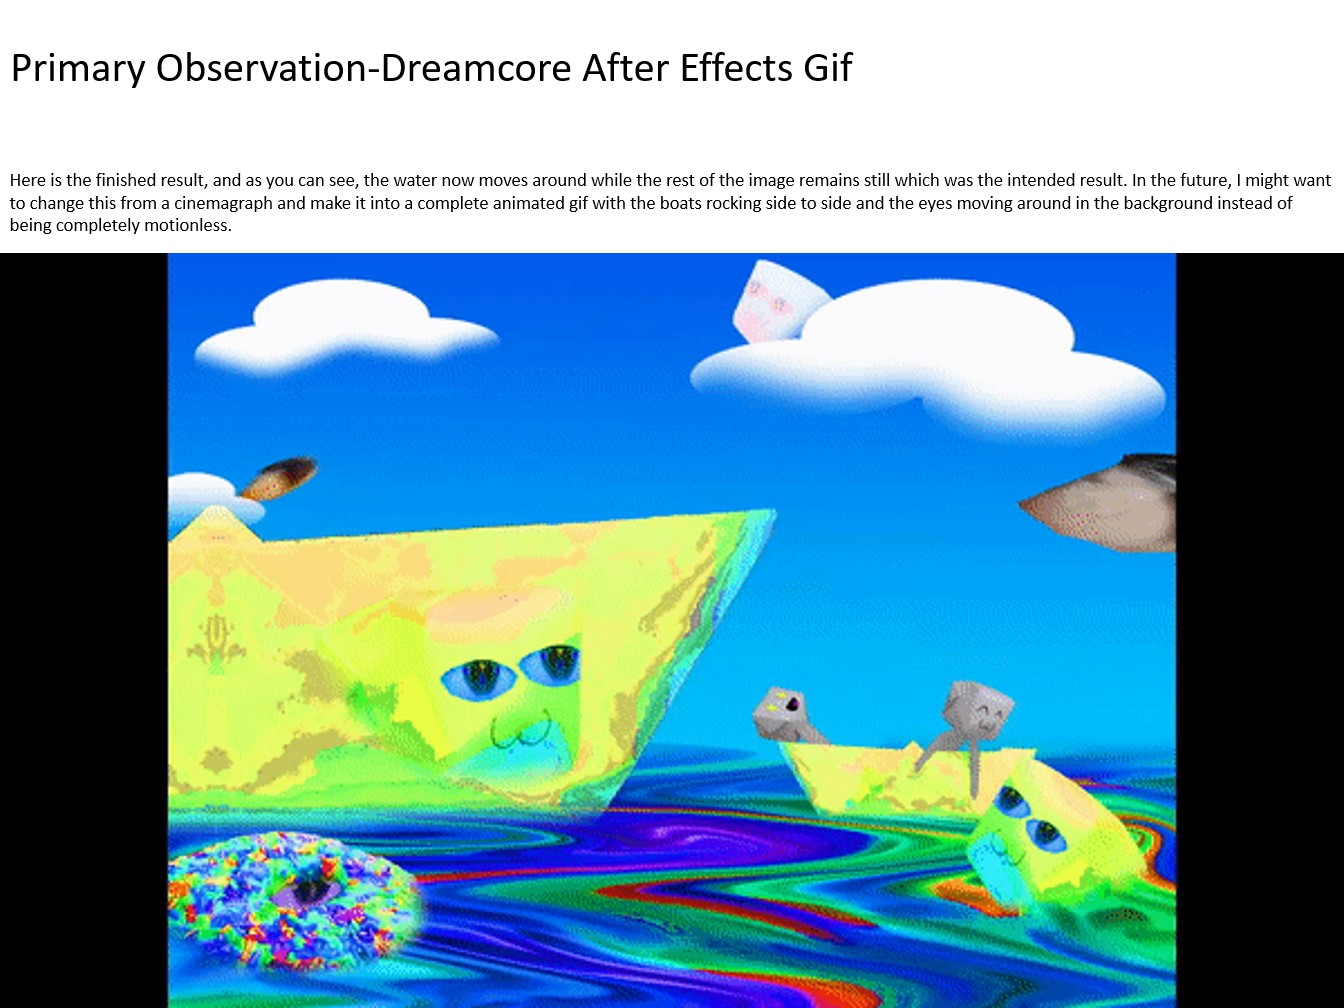 Primary Observation-Dreamcore After Effects Gif
Here is the finished result, and as you can see, the water now moves around while the rest of the image remains still which was the intended result. In the future, I might want
to change this from a cinemagraph and make it into a complete animated gif with the boats rocking side to side and the eyes moving around in the background instead of
being completely motionless.